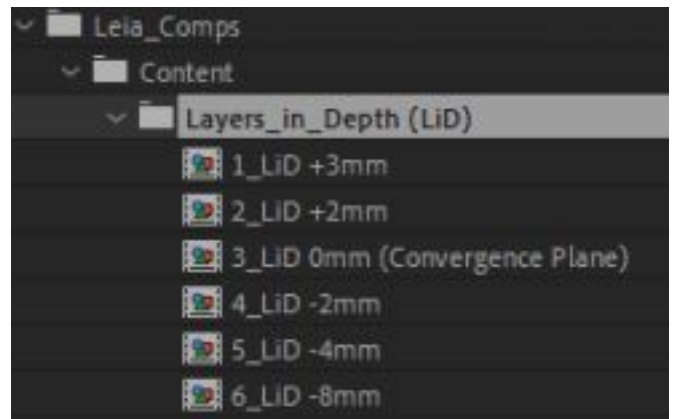 Leia_Comps
Content
Layers_in_Depth (LiD)
1_LiD +3mm
2_LiD +2mm
3_LiD 0mm (Convergence Plane)
4_LiD -2mm
5_LiD -4mm
6_LiD -8mm